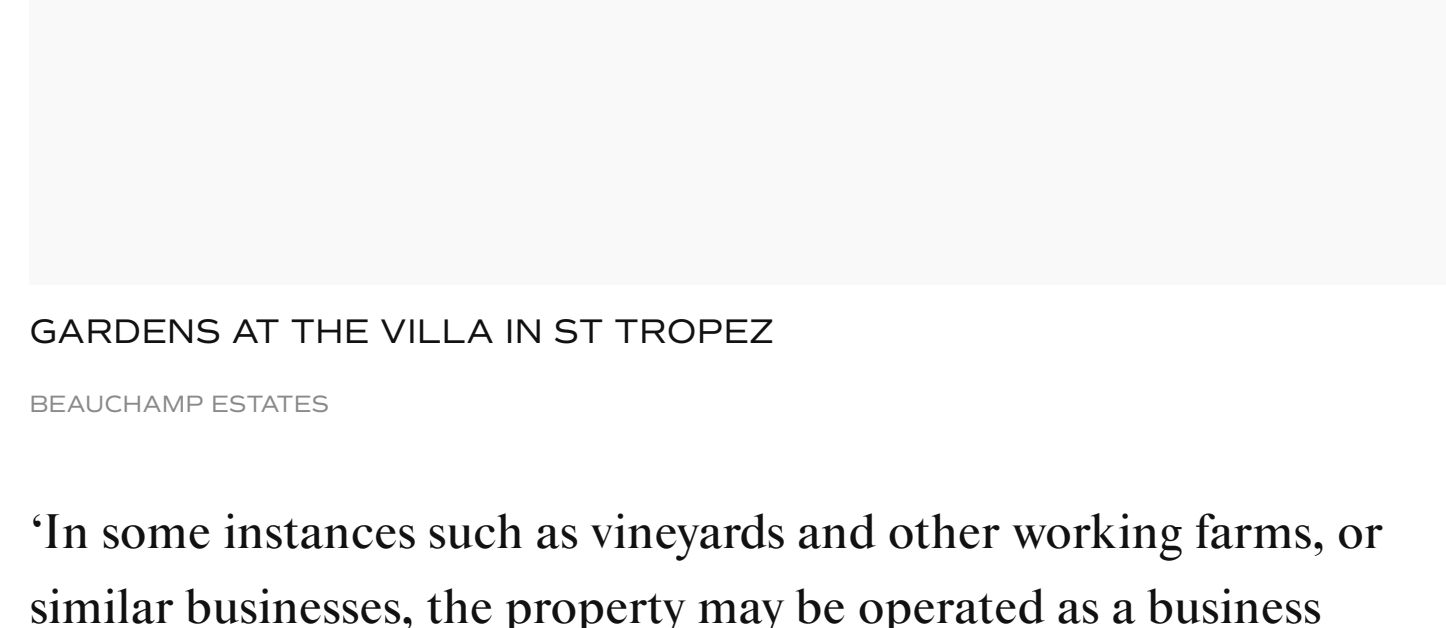 GARDENS AT THE VILLA IN ST TROPEZ
BEAUCHAMP ESTATES
‘In some instances such as vineyards and other working farms, or
similar businesses, the property may be operated as a business